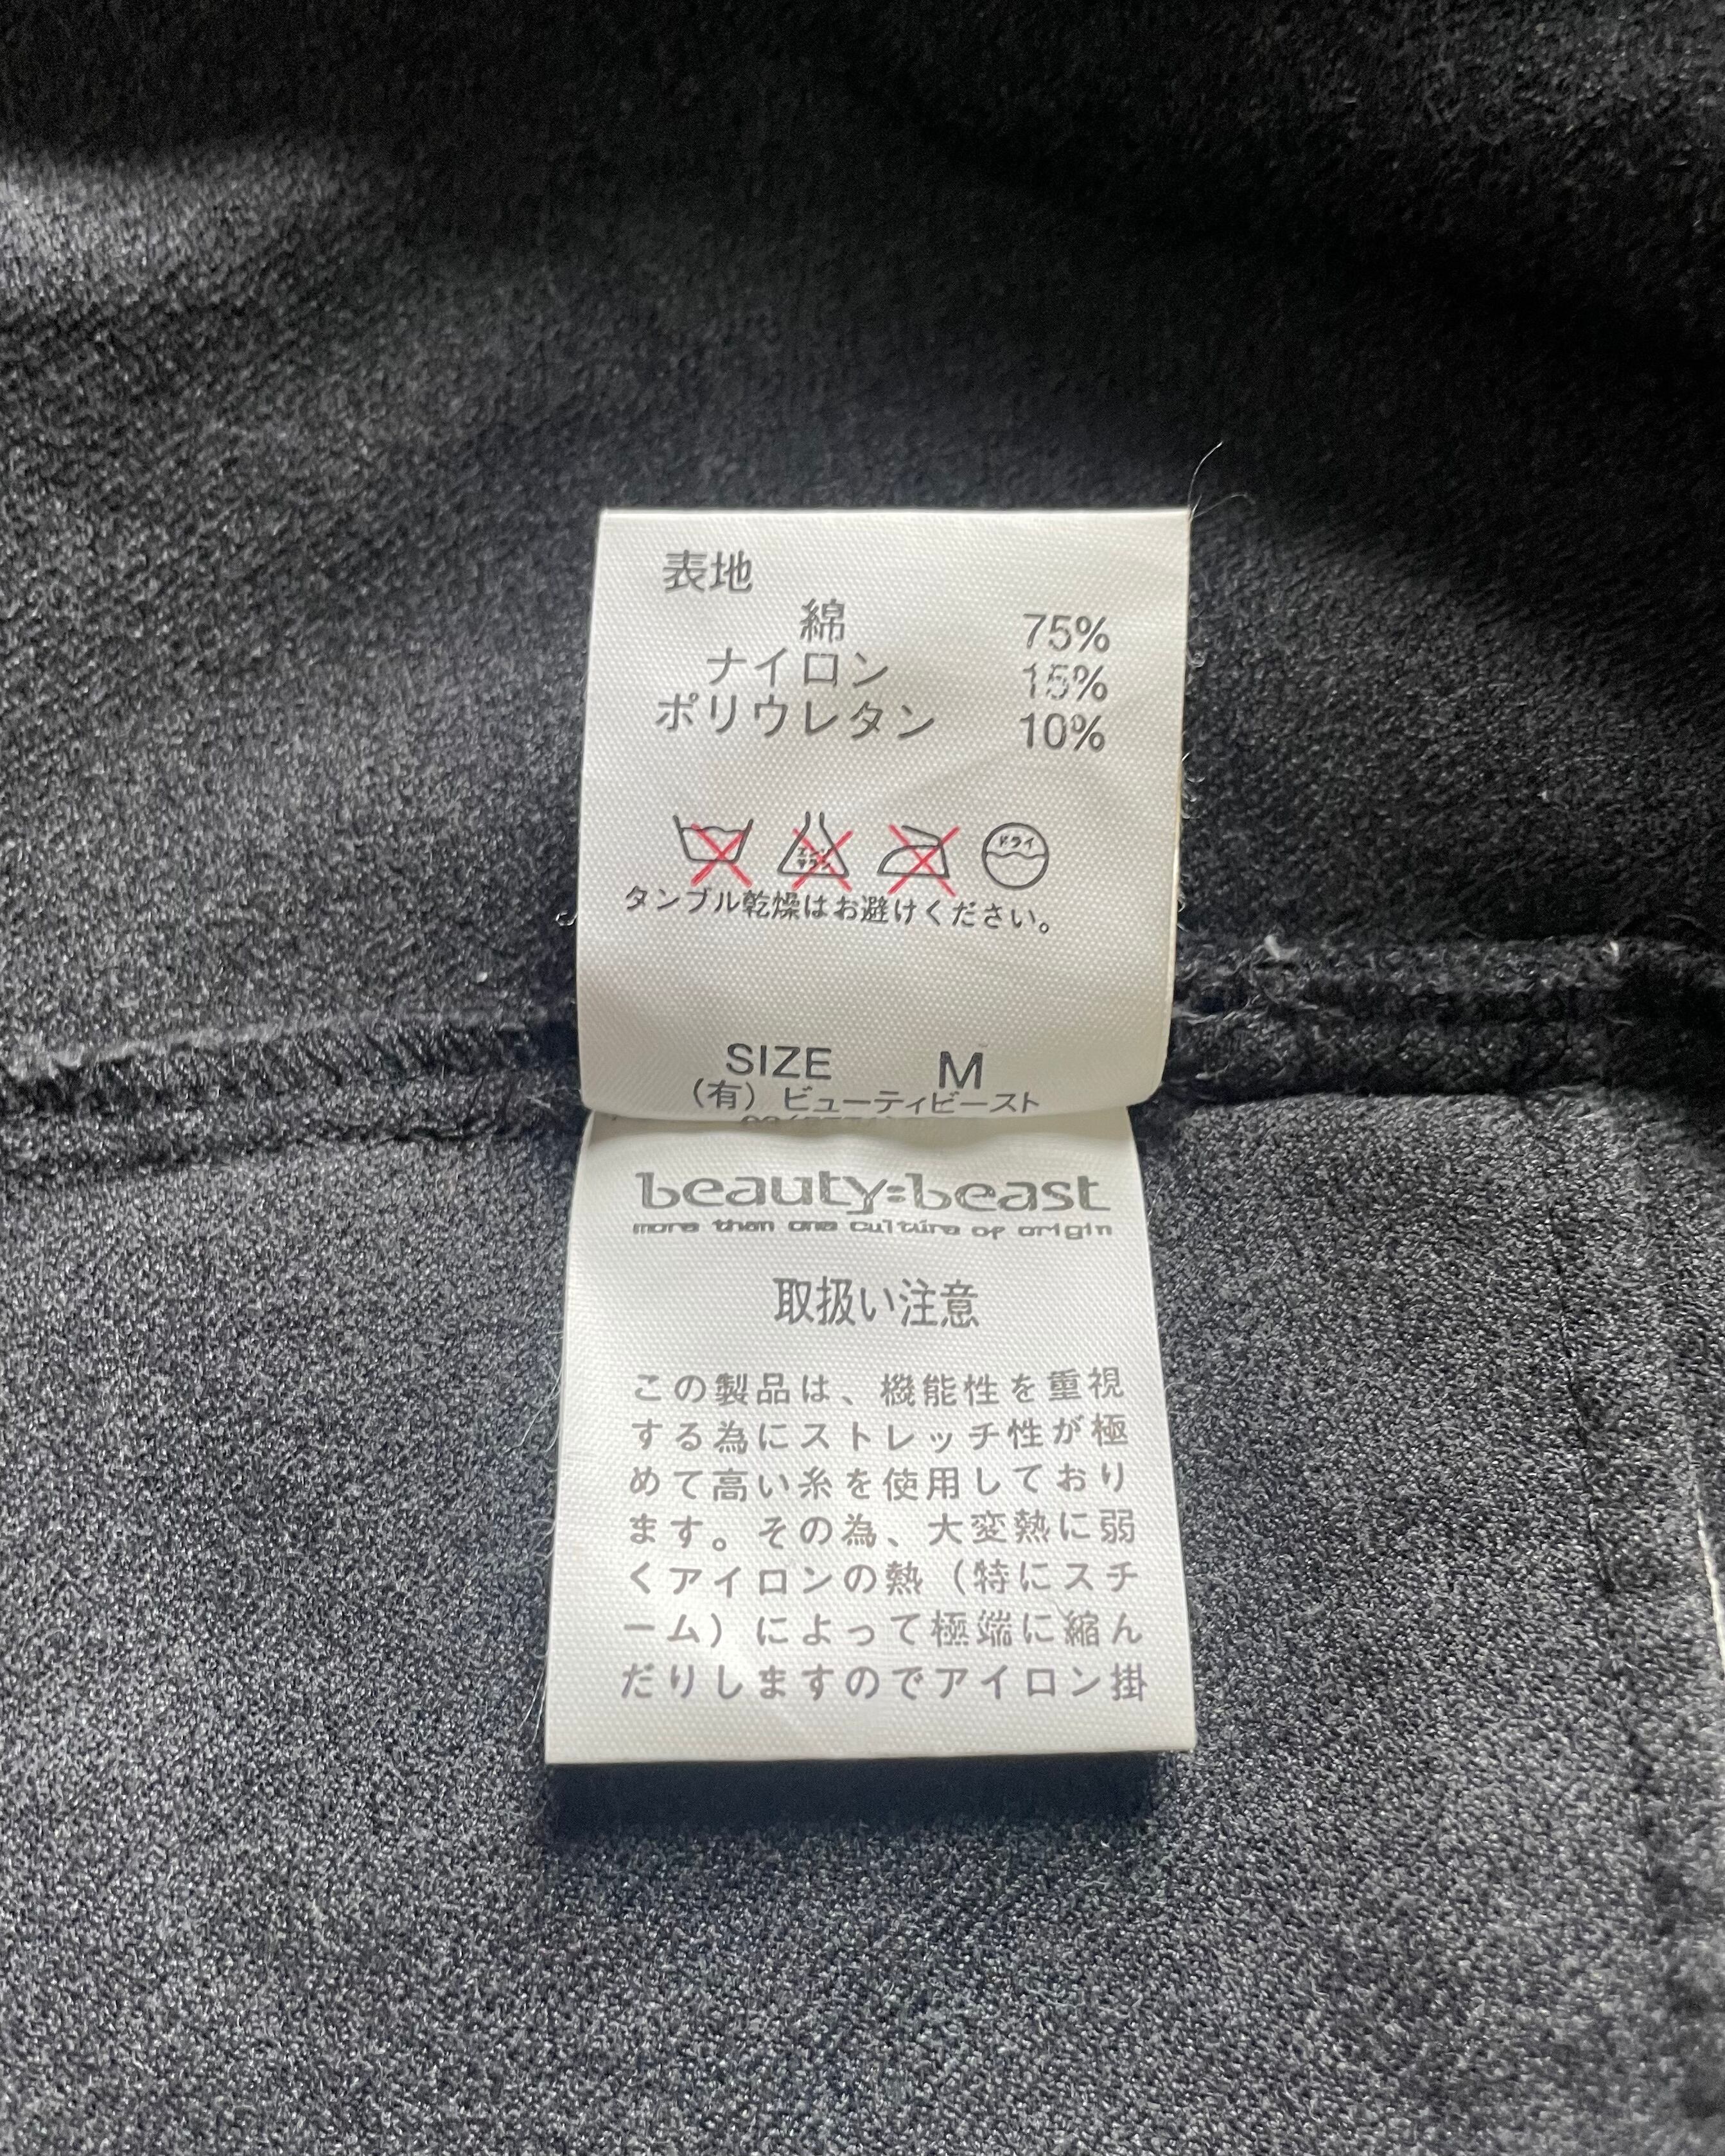 表地
綿 75%
ナイロン 15%
ポリウレタン 10%
エンソ
サラシ
ドライ
タンブル乾燥はお避けください。
SIZE M
(有)ビューティビースト
beauty:beast
more than one culture of origin
取扱い注意
この製品は、機能性を重視
する為にストレッチ性が極
めて高い糸を使用しており
ます。その為、大変熱に弱
くアイロンの熱(特にスチ
ーム)によって極端に縮ん
だりしますのでアイロン掛